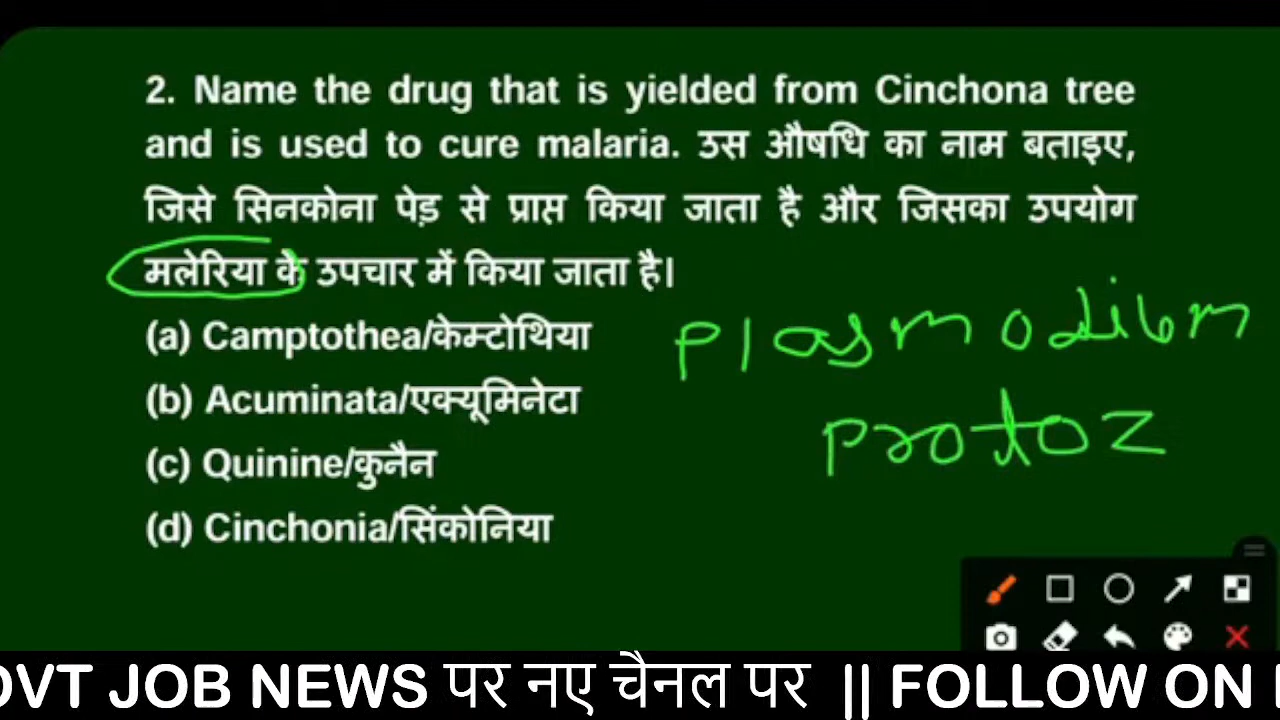 2. Name the drug that is yielded from Cinchona tree
and is used to cure malaria. उस औषधि का नाम बताइए,
जिसे सिनकोना पेड़ से प्राप्त किया जाता है और जिसका उपयोग
मलेरिया के उपचार में किया जाता है।
(a) Camptothea/केम्टोथिया
(b) Acuminata/एक्यूमिनेटा
(c) Quinine/कुनैन
(d) Cinchonia/सिंकोनिया
Plasmodium
Protoz
OVT JOB NEWS पर नए चैनल पर || FOLLOW ON